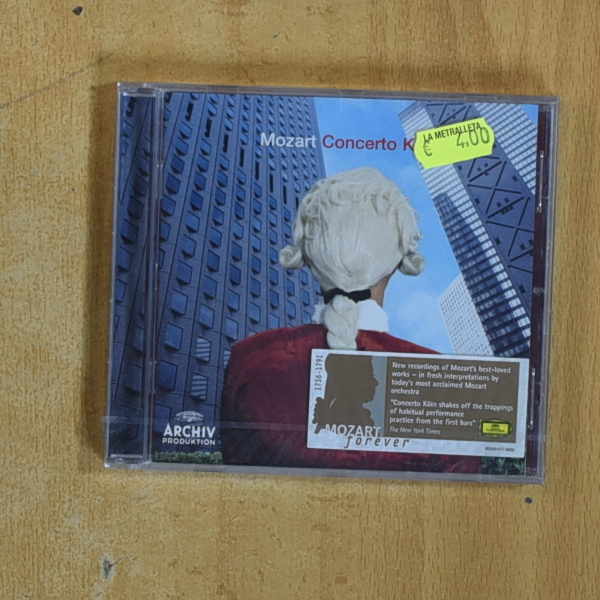 Mozart Concerto K
LA METRALLETA
€ 4,00
1756-1791
New recordings of Mozart's best-loved
works – in fresh interpretations by
today's most acclaimed Mozart
orchestra
"Concerto Köln shakes off the trappings
of habitual performance
practice from the first bars"
The New York Times
MOZART
forever
ARCHIV
PRODUKTION